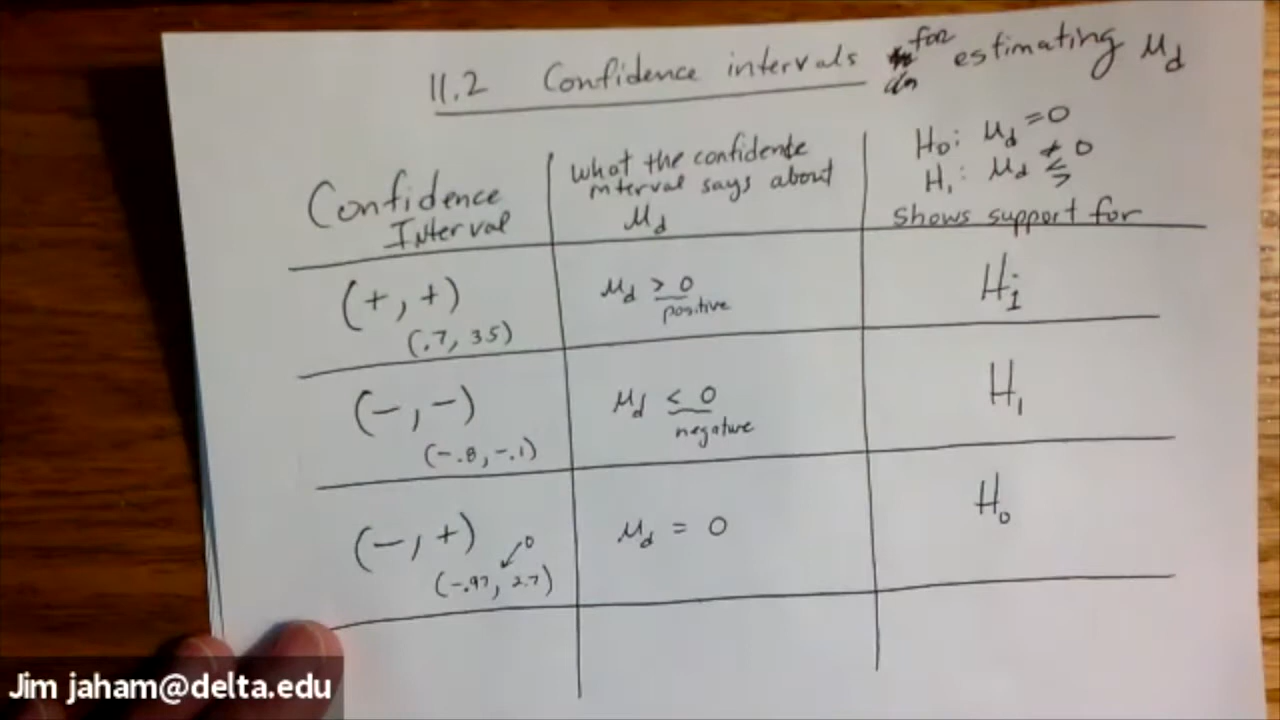 11.2 Confidence intervals for estimating μd
Confidence
Interval
what the confidence
interval says about
μd
H₀: μd = 0
H₁: μd ≠ 0
<
>
shows support for
(+, +)
(.7, 3.5)
μd > 0
positive
H₁
(-, -)
(-.8, -.1)
μd < 0
negative
H₁
(-, +)
0
(-.97, 2.7)
μd = 0
H₀
Jim jaham@delta.edu